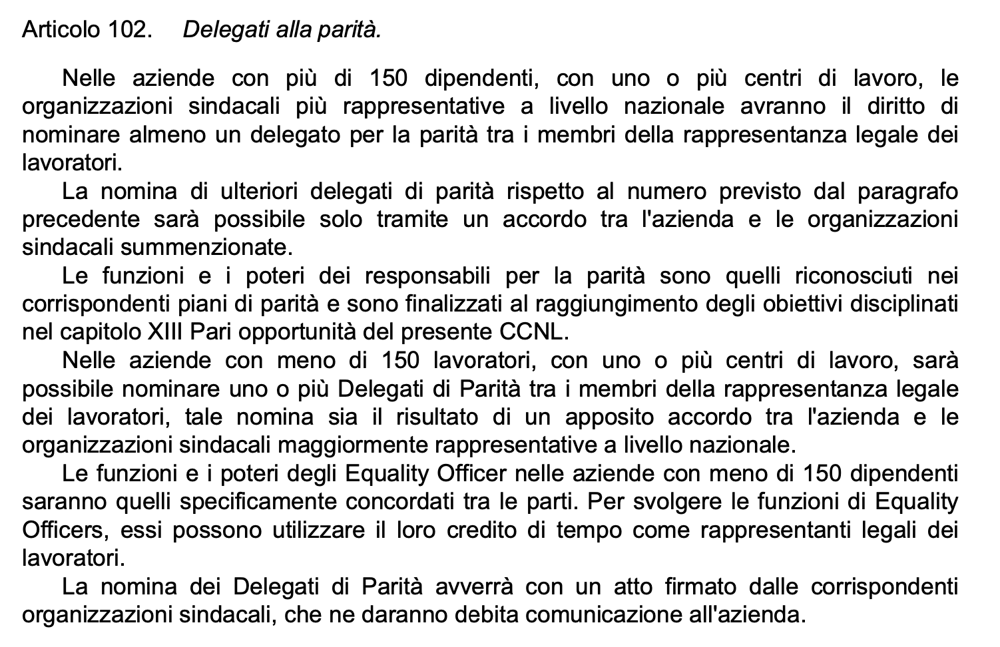 Articolo 102. Delegati alla parità.
Nelle aziende con più di 150 dipendenti, con uno o più centri di lavoro, le
organizzazioni sindacali più rappresentative a livello nazionale avranno il diritto di
nominare almeno un delegato per la parità tra i membri della rappresentanza legale dei
lavoratori.
La nomina di ulteriori delegati di parità rispetto al numero previsto dal paragrafo
precedente sarà possibile solo tramite un accordo tra l'azienda e le organizzazioni
sindacali summenzionate.
Le funzioni e i poteri dei responsabili per la parità sono quelli riconosciuti nei
corrispondenti piani di parità e sono finalizzati al raggiungimento degli obiettivi disciplinati
nel capitolo XIII Pari opportunità del presente CCNL.
Nelle aziende con meno di 150 lavoratori, con uno o più centri di lavoro, sarà
possibile nominare uno o più Delegati di Parità tra i membri della rappresentanza legale
dei lavoratori, tale nomina sia il risultato di un apposito accordo tra l'azienda e le
organizzazioni sindacali maggiormente rappresentative a livello nazionale.
Le funzioni e i poteri degli Equality Officer nelle aziende con meno di 150 dipendenti
saranno quelli specificamente concordati tra le parti. Per svolgere le funzioni di Equality
Officers, essi possono utilizzare il loro credito di tempo come rappresentanti legali dei
lavoratori.
La nomina dei Delegati di Parità avverrà con un atto firmato dalle corrispondenti
organizzazioni sindacali, che ne daranno debita comunicazione all'azienda.